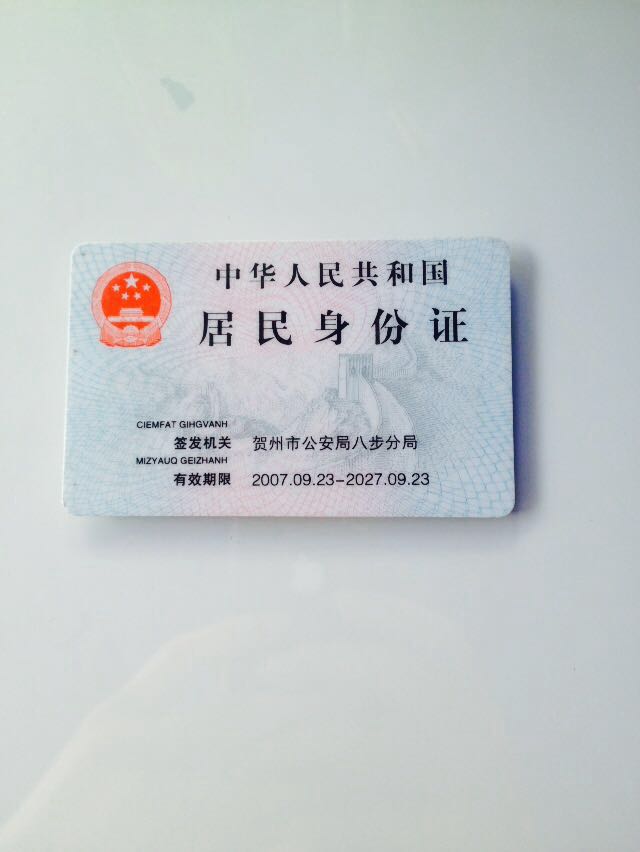 中华人民共和国
居民身份证
CIEMFAT GIHGVANH
签发机关 贺州市公安局八步分局
MIZYAUQ GEIZHANH
有效期限 2007.09.23-2027.09.23